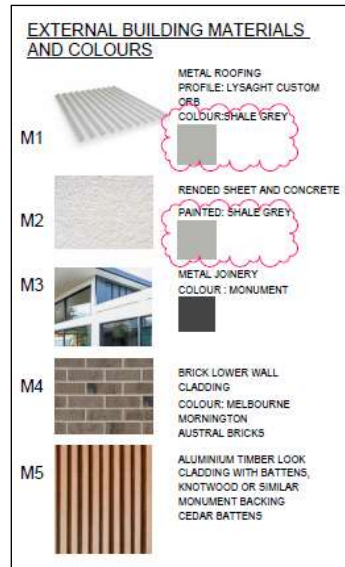 EXTERNAL BUILDING MATERIALS
AND COLOURS
METAL ROOFING
PROFILE: LYSAGHT CUSTOM
ORB
COLOUR:SHALE GREY
M1
RENDED SHEET AND CONCRETE
PAINTED: SHALE GREY
M2
METAL JOINERY
COLOUR : MONUMENT
M3
BRICK LOWER WALL
CLADDING
COLOUR: MELBOURNE
MORNINGTON
AUSTRAL BRICKS
M4
ALUMINIUM TIMBER LOOK
CLADDING WITH BATTENS,
KNOTWOOD OR SIMILAR
MONUMENT BACKING
CEDAR BATTENS
M5